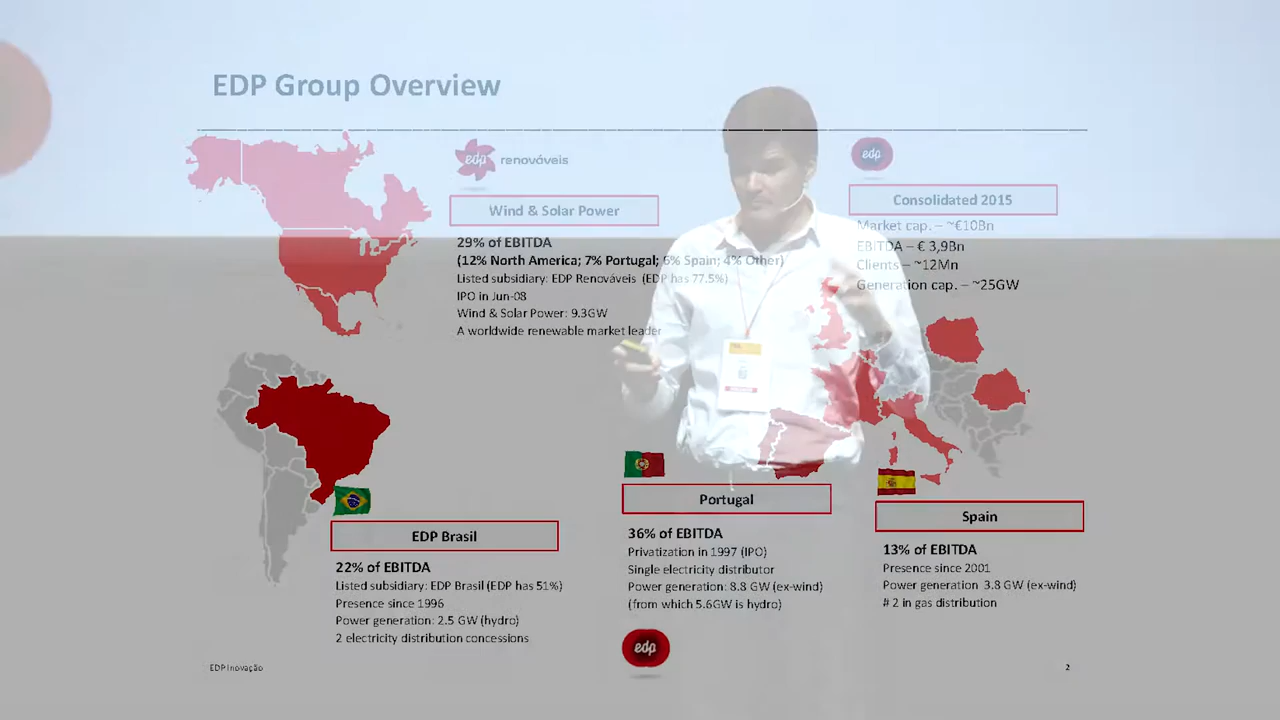 EDP Group Overview
edp renováveis
Wind & Solar Power
29% of EBITDA
(12% North America; 7% Portugal; 6% Spain; 4% Other)
Listed subsidiary: EDP Renováveis (EDP has 77.5%)
IPO in Jun-08
Wind & Solar Power: 9.3GW
A worldwide renewable market leader
edp
Consolidated 2015
Market cap. – ~€10Bn
EBITDA – € 3,9Bn
Clients – ~12Mn
Generation cap. – ~25GW
EDP Brasil
22% of EBITDA
Listed subsidiary: EDP Brasil (EDP has 51%)
Presence since 1996
Power generation: 2.5 GW (hydro)
2 electricity distribution concessions
Portugal
36% of EBITDA
Privatization in 1997 (IPO)
Single electricity distributor
Power generation: 8.8 GW (ex-wind)
(from which 5.6GW is hydro)
Spain
13% of EBITDA
Presence since 2001
Power generation 3.8 GW (ex-wind)
# 2 in gas distribution
edp
EDP Inovação
2